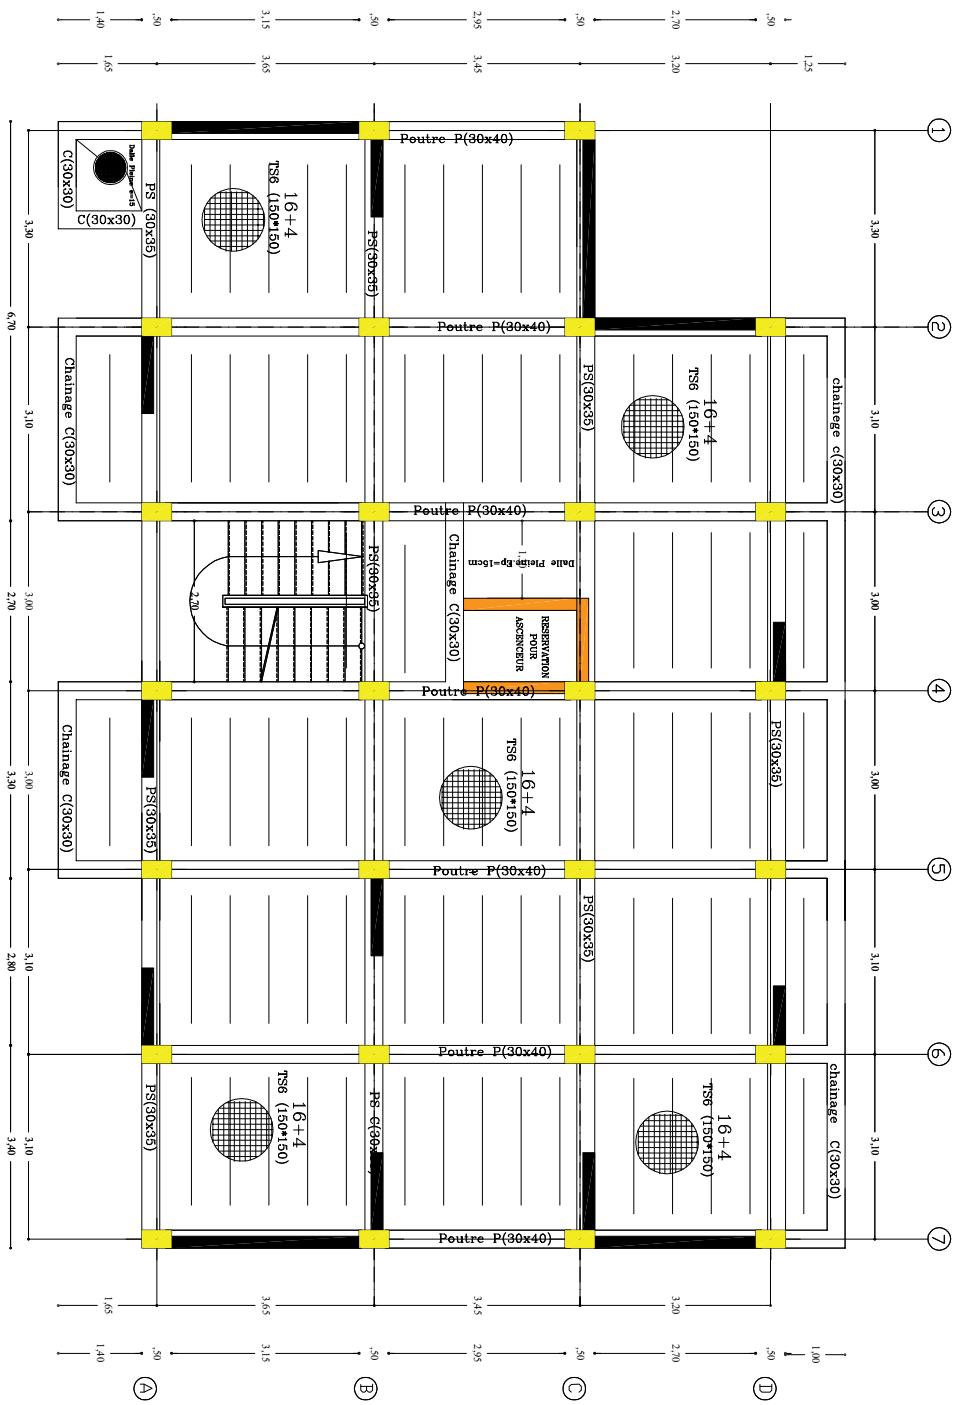 1,40
,50
3,15
,50
2,95
,50
2,70
,50
1,65
3,65
3,45
3,20
1,25
1
Poutre P(30x40)
Dalle Pleine e=15
C(30x30)
C(30x30)
PS (30x35)
16+4
TS6 (150*150)
PS(30x35)
3,30
3,30
6,70
2
Poutre P(30x40)
Chainage C(30x30)
PS(30x35)
16+4
TS6 (150*150)
chainege c(30x30)
3,10
3,10
3
Poutre P(30x40)
PS(30x35)
Chainage C(30x30)
Dalle Pleine.Ep=15cm
RESERVATION
POUR
ASCENCEUR
2,70
2,70
3,00
3,00
4
Poutre P(30x40)
Chainage C(30x30)
PS(30x35)
16+4
TS6 (150*150)
PS(30x35)
3,30
3,00
3,00
5
Poutre P(30x40)
PS(30x35)
2,80
3,10
3,10
6
Poutre P(30x40)
PS(30x35)
16+4
TS6 (150*150)
16+4
TS6 (150*150)
chainage C(30x30)
3,40
3,10
3,10
7
Poutre P(30x40)
1,65
3,65
3,45
3,20
1,40
,50
3,15
,50
2,95
,50
2,70
,50
1,00
A
B
C
D